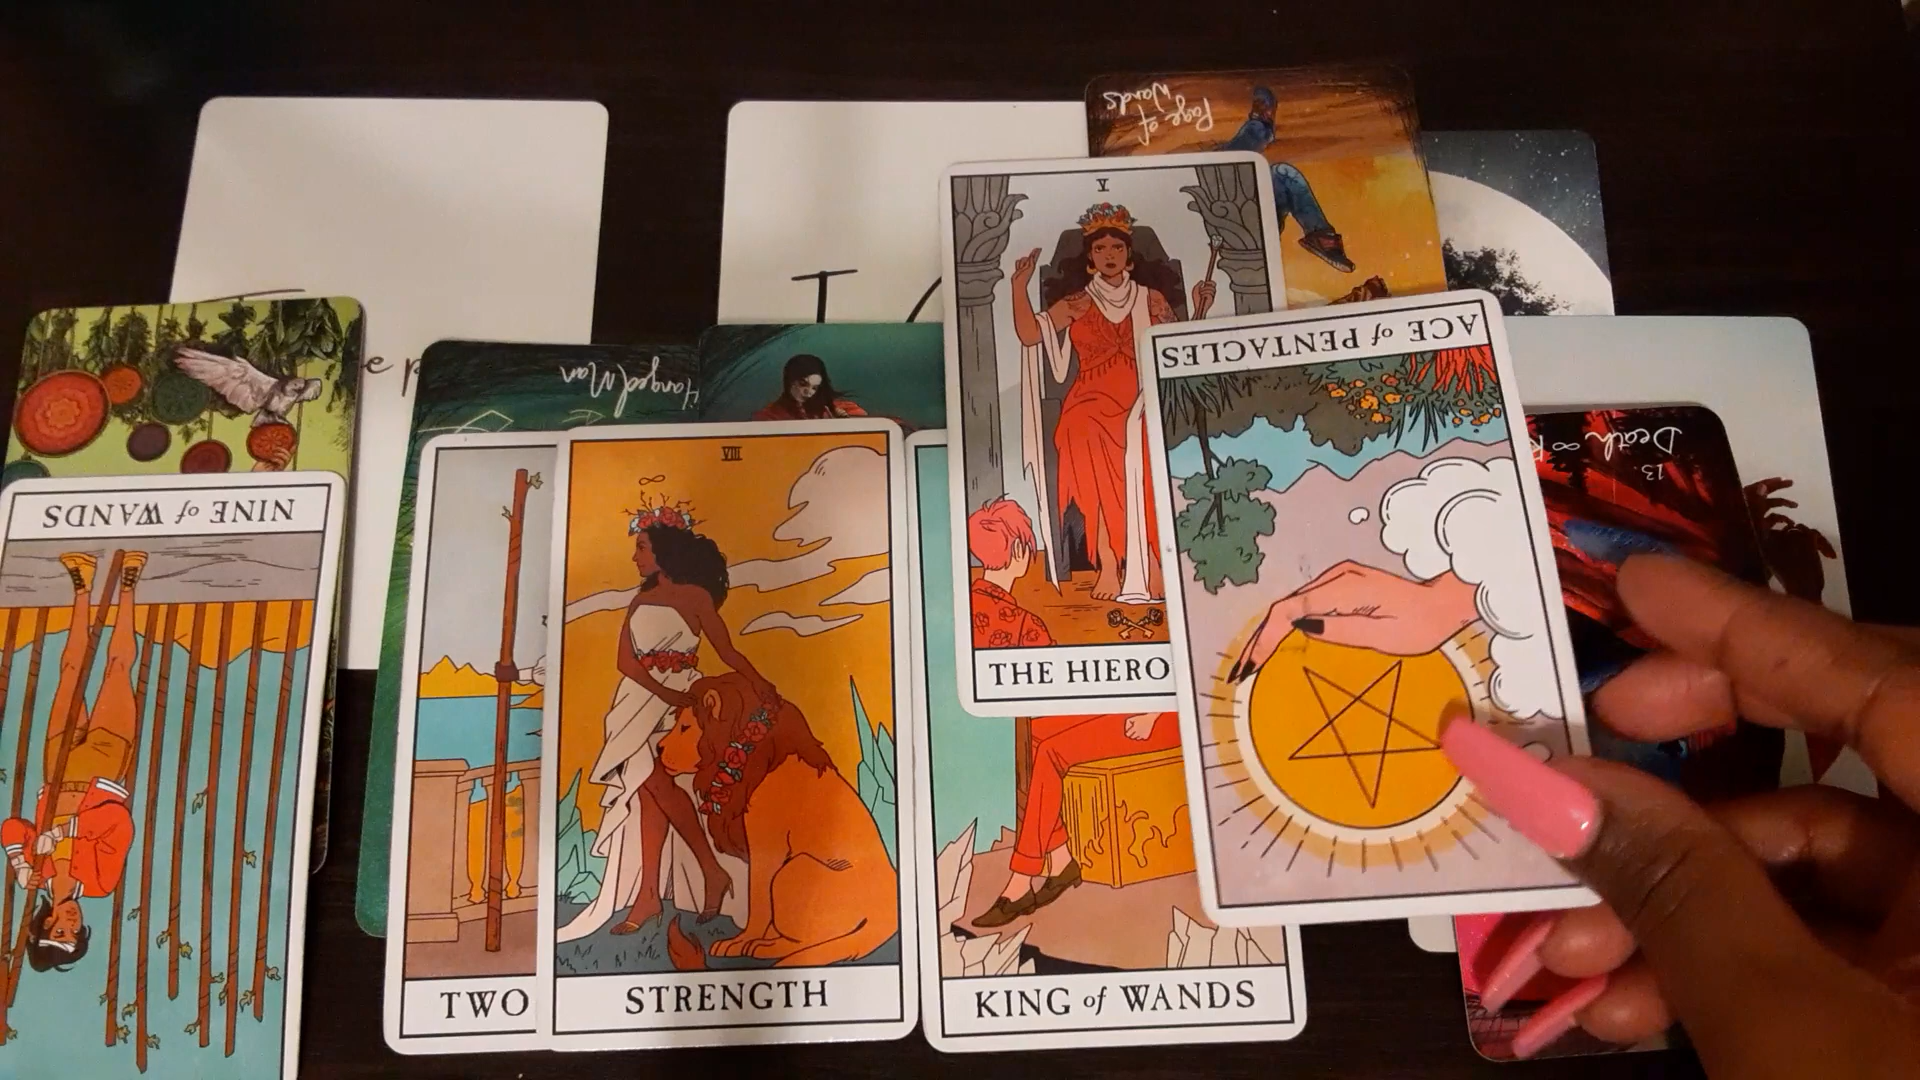 Page of
Wands
V
ACE of PENTACLES
Hanged Man
13.
Death ∞
VIII
NINE of WANDS
THE HIERO
TWO
STRENGTH
KING of WANDS